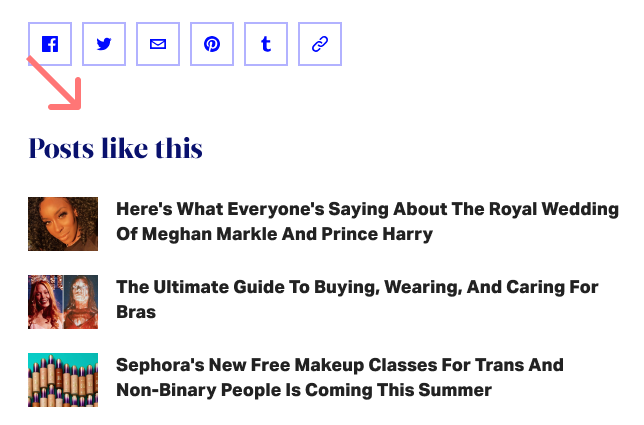 Posts like this
Here's What Everyone's Saying About The Royal Wedding
Of Meghan Markle And Prince Harry
The Ultimate Guide To Buying, Wearing, And Caring For
Bras
Sephora's New Free Makeup Classes For Trans And
Non-Binary People Is Coming This Summer